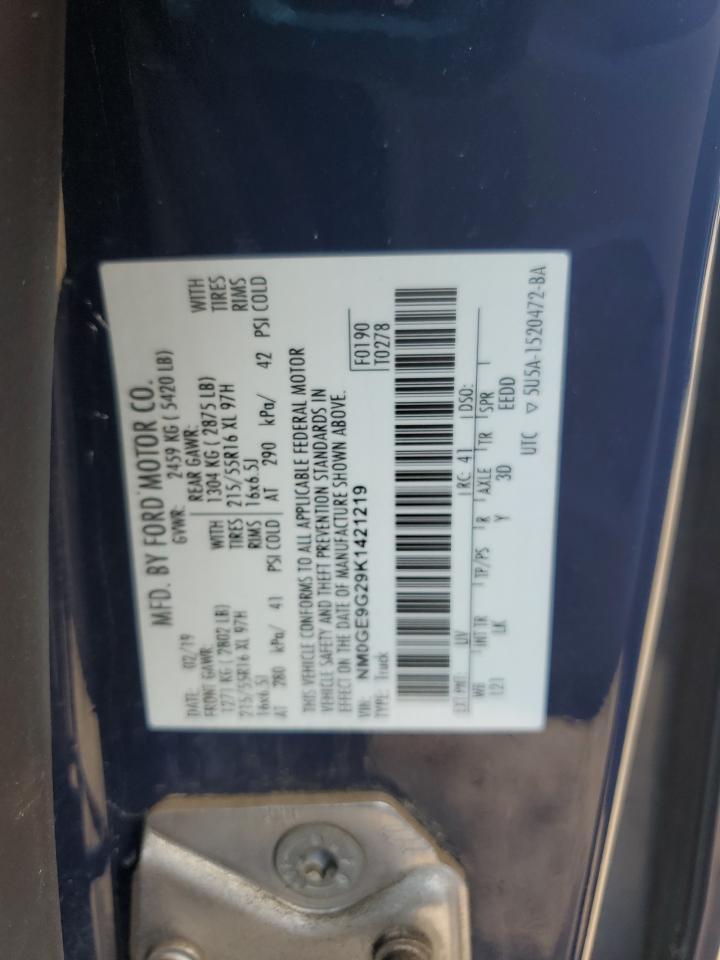 MFD. BY FORD MOTOR CO.
DATE: 02/19 GVWR: 2459 KG ( 5420 LB)
FRONT GAWR: REAR GAWR:
1271 KG ( 2802 LB) WITH 1304 KG ( 2875 LB) WITH
215/55R16 XL 97H TIRES 215/55R16 XL 97H TIRES
16x6.5J RIMS 16x6.5J RIMS
AT 280 kPa/ 41 PSI COLD AT 290 kPa/ 42 PSI COLD
THIS VEHICLE CONFORMS TO ALL APPLICABLE FEDERAL MOTOR
VEHICLE SAFETY AND THEFT PREVENTION STANDARDS IN
EFFECT ON THE DATE OF MANUFACTURE SHOWN ABOVE.
VIN: NM0GE9G29K1421219 F0190
TYPE: Truck T0278
EXT PNT: UV RC: 41 DSO:
WB INT TR TP/PS R AXLE TR SPR
121 LK Y 3D EEDD
UTC ▽ 5U5A-1520472-BA